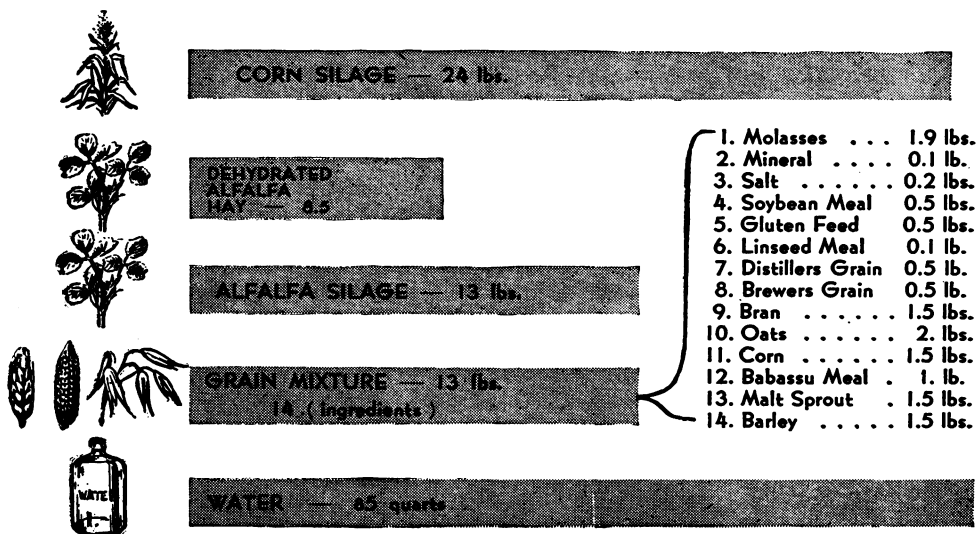 CORN SILAGE — 24 lbs.
DEHYDRATED
ALFALFA
HAY — 8.5
ALFALFA SILAGE — 13 lbs.
GRAIN MIXTURE — 13 lbs.
14 (Ingredients)
1. Molasses . . . 1.9 lbs.
2. Mineral . . . . 0.1 lb.
3. Salt . . . . . . 0.2 lbs.
4. Soybean Meal 0.5 lbs.
5. Gluten Feed 0.5 lbs.
6. Linseed Meal 0.1 lb.
7. Distillers Grain 0.5 lb.
8. Brewers Grain 0.5 lb.
9. Bran . . . . . . 1.5 lbs.
10. Oats . . . . . . 2. lbs.
11. Corn . . . . . . 1.5 lbs.
12. Babassu Meal . 1. lb.
13. Malt Sprout . 1.5 lbs.
14. Barley . . . . . 1.5 lbs.
WATER
WATER — 85 quarts